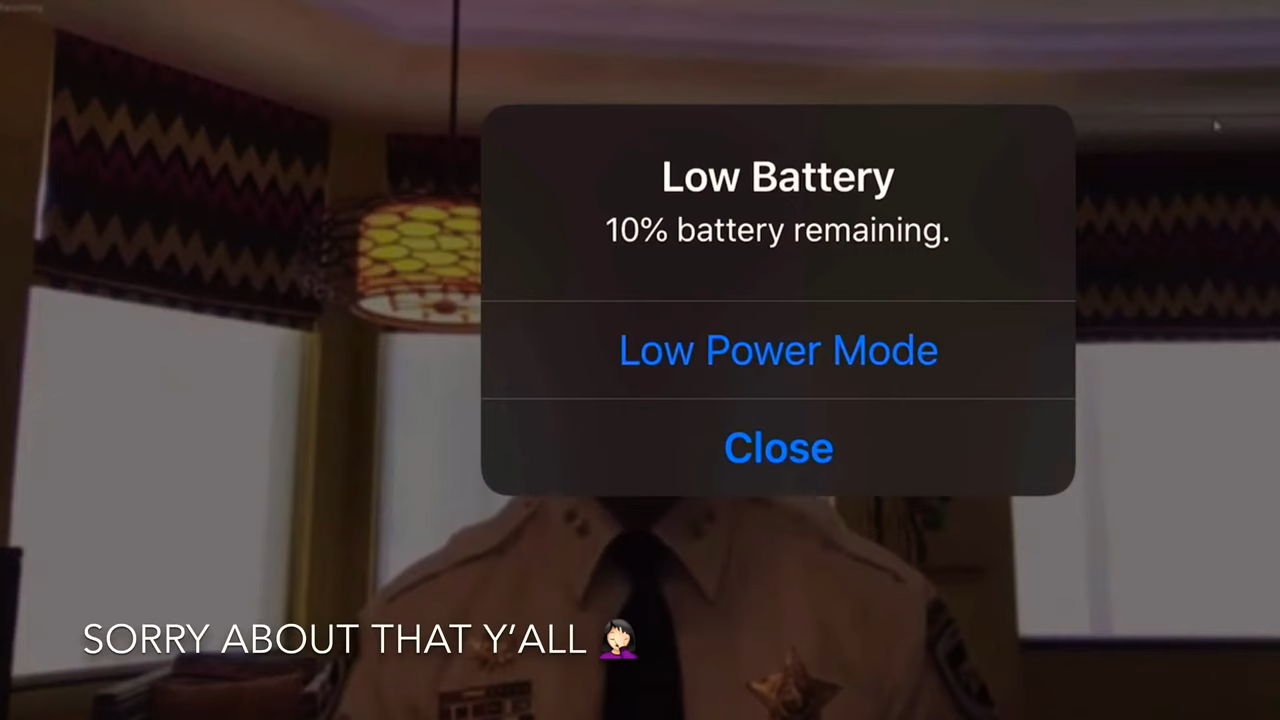 Low Battery
10% battery remaining.
Low Power Mode
Close
SORRY ABOUT THAT Y’ALL 🤦🏻‍♀️